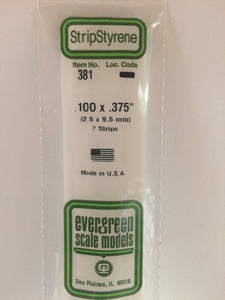 StripStyrene
Item No. Loc. Code
381
.100 x .375"
(2.5 x 9.5 mm)
7 Strips
Made in U.S.A
evergreen
scale models
Des Plaines, IL 60018